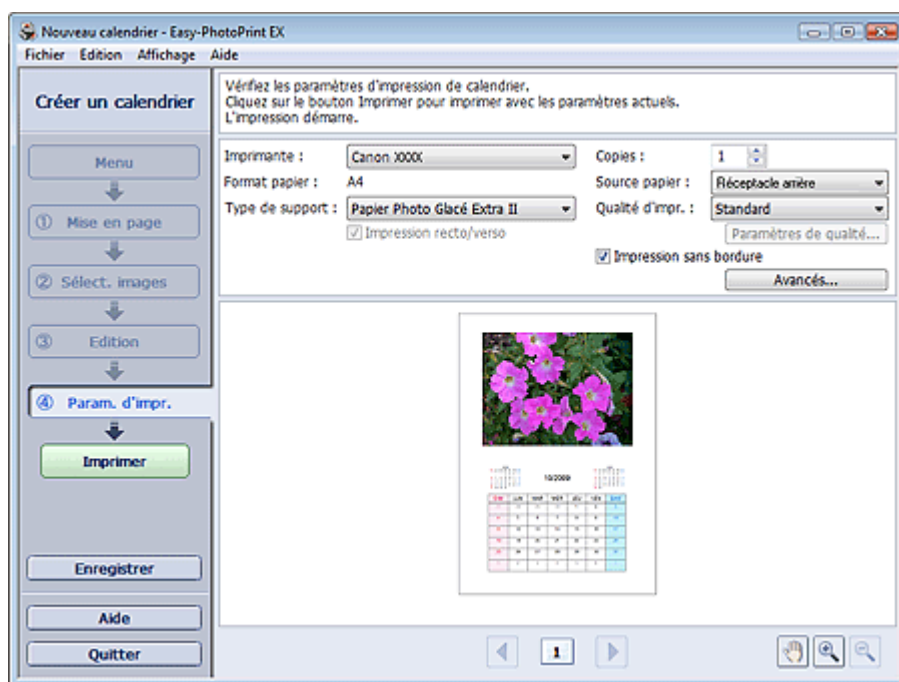 Nouveau calendrier - Easy-PhotoPrint EX
Fichier Edition Affichage Aide
Créer un calendrier
Menu
① Mise en page
② Sélect. images
③ Edition
④ Param. d'impr.
Imprimer
Enregistrer
Aide
Quitter
Vérifiez les paramètres d'impression de calendrier.
Cliquez sur le bouton Imprimer pour imprimer avec les paramètres actuels.
L'impression démarre.
Imprimante : Canon XXXX
Format papier : A4
Type de support : Papier Photo Glacé Extra II
Impression recto/verso
Copies : 1
Source papier : Réceptacle arrière
Qualité d'impr. : Standard
Paramètres de qualité...
Impression sans bordure
Avancés...
10/2009
1